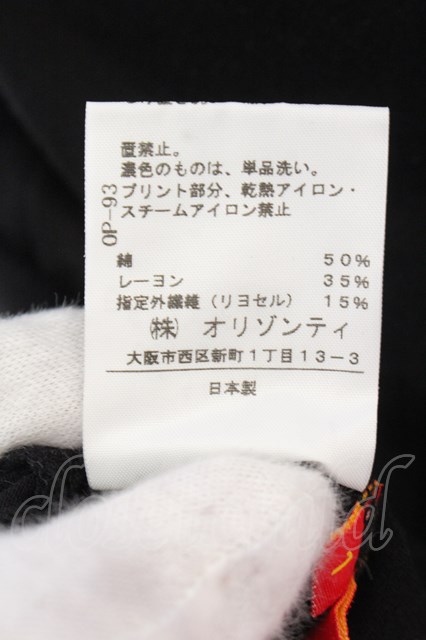 置禁止。
濃色のものは、単品洗い。
プリント部分、乾熱アイロン・
スチームアイロン禁止
OP-93
綿 50%
レーヨン 35%
指定外繊維（リヨセル） 15%
㈱ オリゾンティ
大阪市西区新町1丁目13-3
日本製